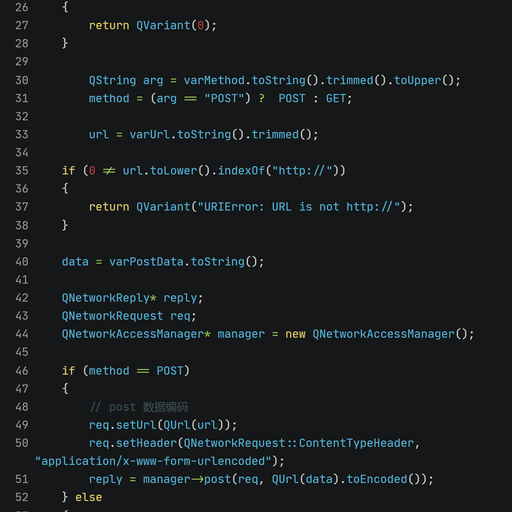 26 {
27 return QVariant(0);
28 }
29
30 QString arg = varMethod.toString().trimmed().toUpper();
31 method = (arg == "POST") ? POST : GET;
32
33 url = varUrl.toString().trimmed();
34
35 if (0 != url.toLower().indexOf("http://"))
36 {
37 return QVariant("URIError: URL is not http://");
38 }
39
40 data = varPostData.toString();
41
42 QNetworkReply* reply;
43 QNetworkRequest req;
44 QNetworkAccessManager* manager = new QNetworkAccessManager();
45
46 if (method == POST)
47 {
48 // post 数据编码
49 req.setUrl(QUrl(url));
50 req.setHeader(QNetworkRequest::ContentTypeHeader,
"application/x-www-form-urlencoded");
51 reply = manager->post(req, QUrl(data).toEncoded());
52 } else